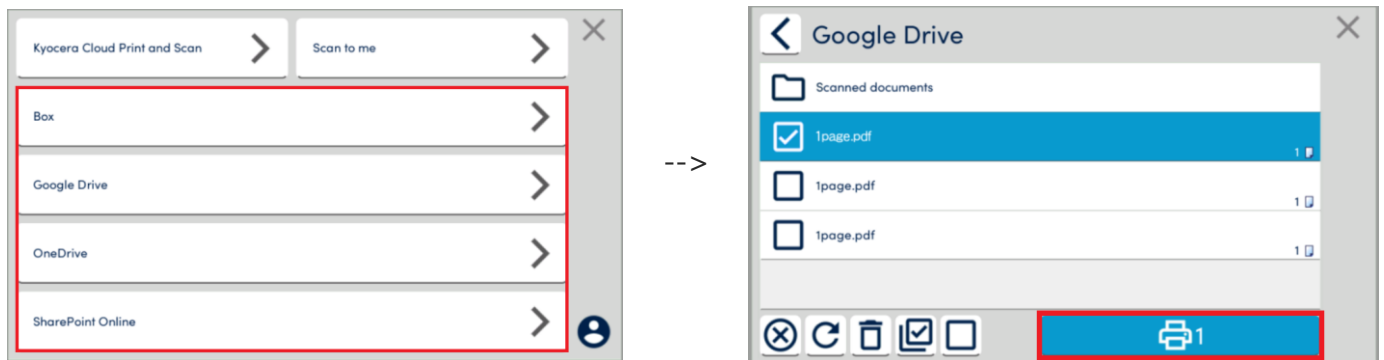 Kyocera Cloud Print and Scan
Scan to me
Box
Google Drive
OneDrive
SharePoint Online
-->
Google Drive
Scanned documents
1page.pdf
1
1page.pdf
1
1page.pdf
1
1